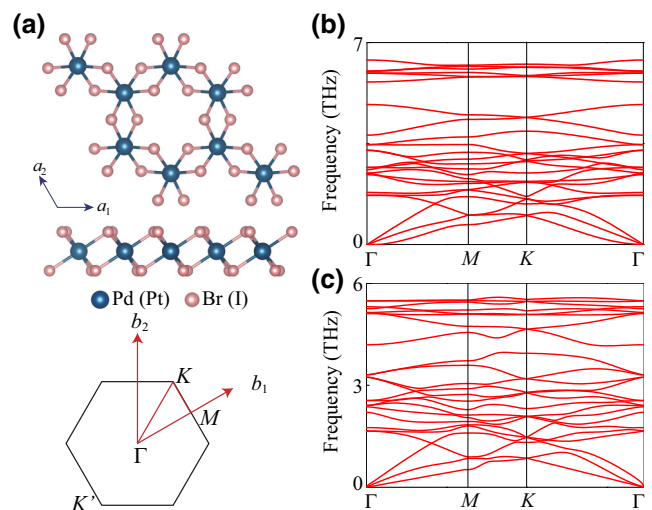 (a)
a2
a1
Pd (Pt) Br (I)
b2
K
b1
M
Γ
K'
(b)
7
Frequency (THz)
0
Γ M K Γ
(c)
6
3
Frequency (THz)
0
Γ M K Γ